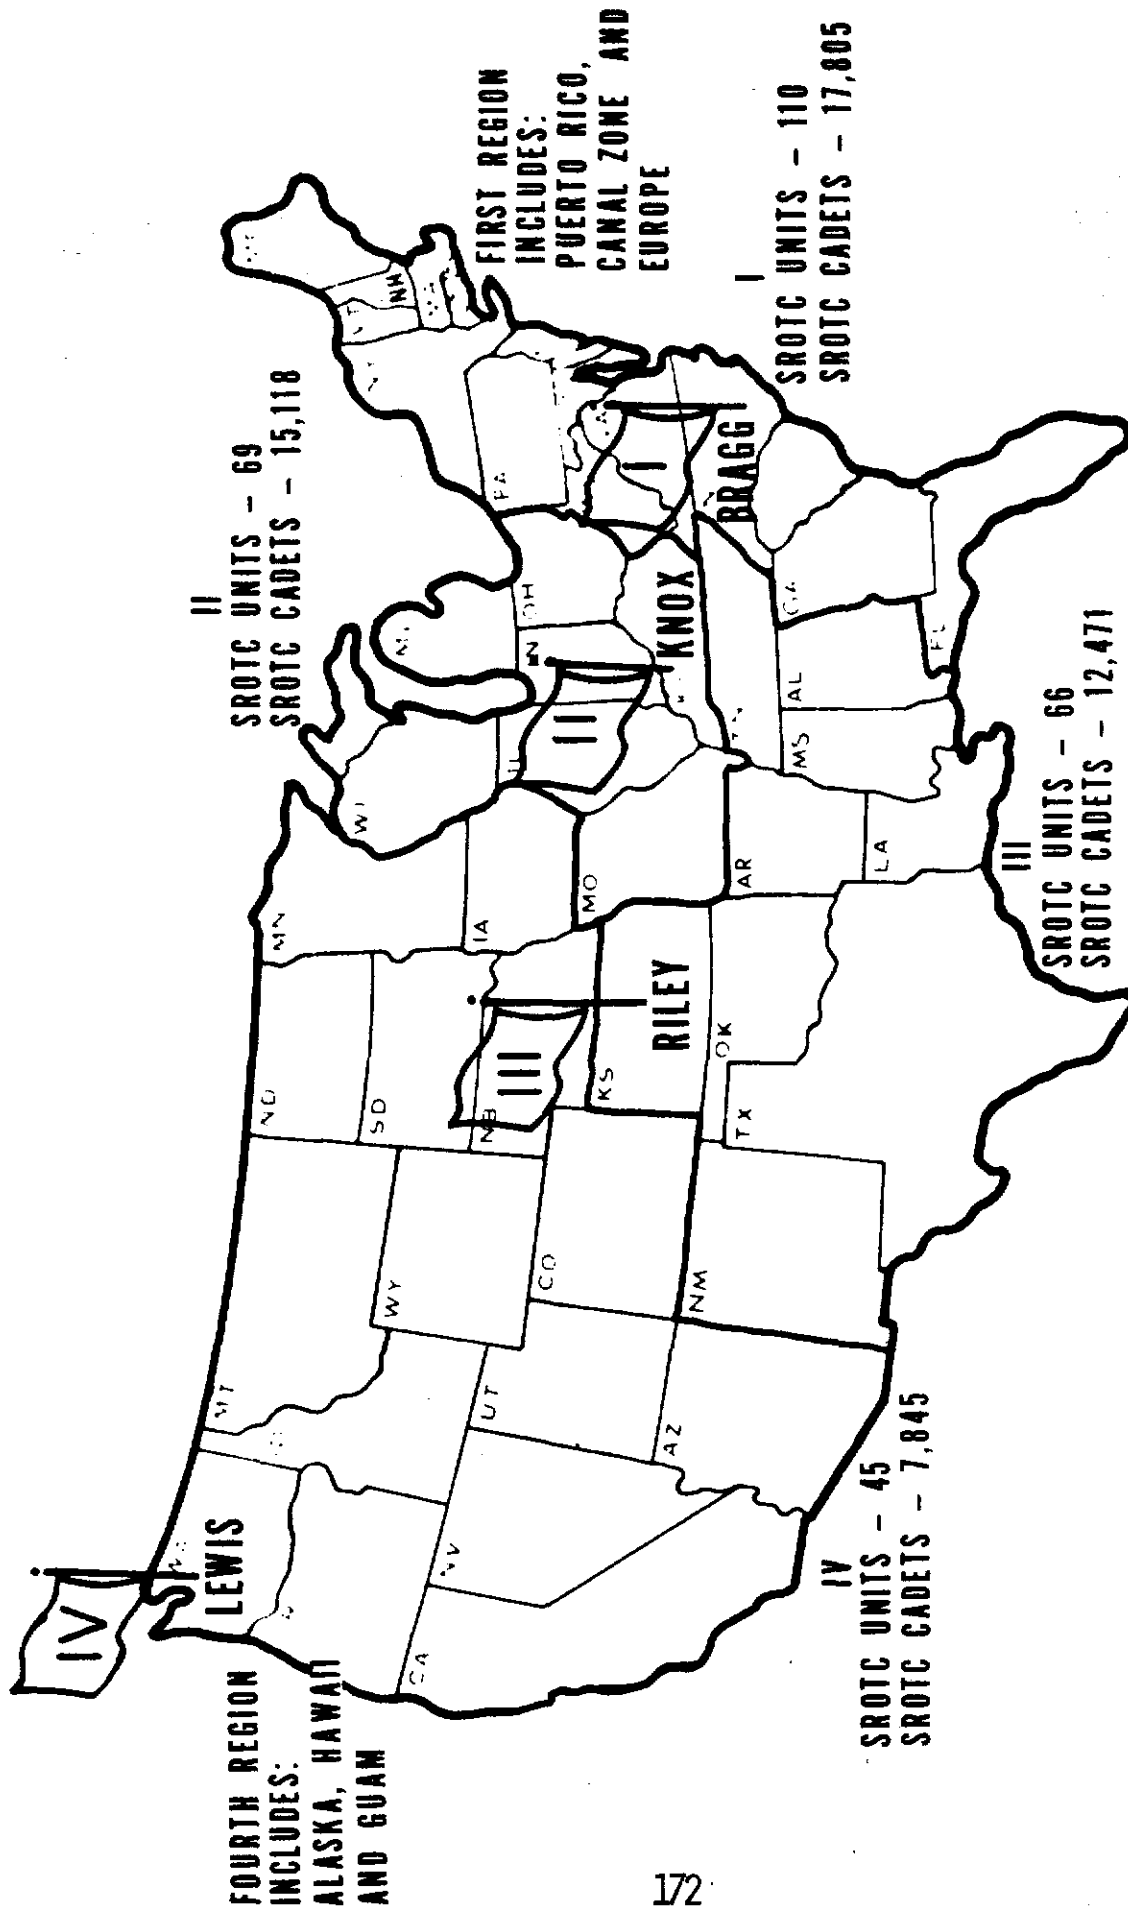 IV
LEWIS
FOURTH REGION
INCLUDES:
ALASKA, HAWAII
AND GUAM
II
SROTC UNITS - 69
SROTC CADETS - 15,118
FIRST REGION
INCLUDES:
PUERTO RICO,
CANAL ZONE AND
EUROPE
I
SROTC UNITS - 110
SROTC CADETS - 17,805
I
BRAGG
II
KNOX
III
RILEY
MT
ND
MN
WI
NH
SD
WY
NB
IA
PA
OH
IN
CA
NV
UT
CO
KS
MO
AZ
NM
TX
OK
AR
LA
MS
AL
GA
FL
IV
SROTC UNITS - 45
SROTC CADETS - 7,845
III
SROTC UNITS - 66
SROTC CADETS - 12,471
172